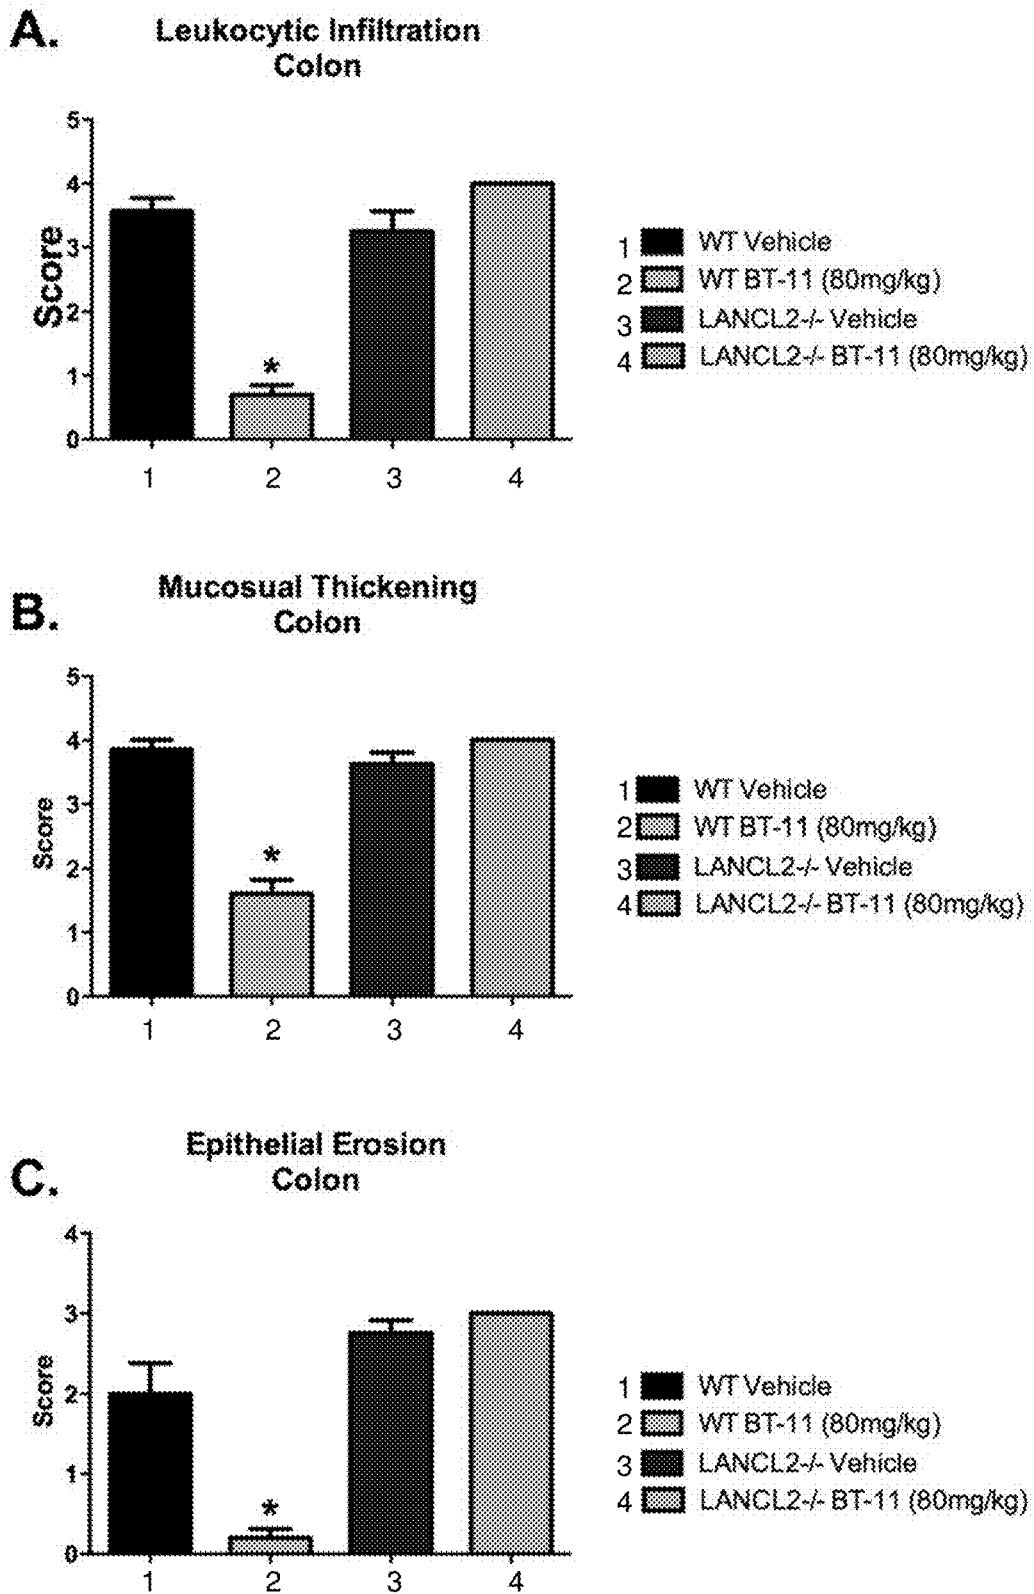 A.
Leukocytic Infiltration
Colon
Score
5
4
3
2
1
0
*
1 2 3 4
1 WT Vehicle
2 WT BT-11 (80mg/kg)
3 LANCL2-/- Vehicle
4 LANCL2-/- BT-11 (80mg/kg)
B.
Mucosual Thickening
Colon
Score
5
4
3
2
1
0
*
1 2 3 4
1 WT Vehicle
2 WT BT-11 (80mg/kg)
3 LANCL2-/- Vehicle
4 LANCL2-/- BT-11 (80mg/kg)
C.
Epithelial Erosion
Colon
Score
4
3
2
1
0
*
1 2 3 4
1 WT Vehicle
2 WT BT-11 (80mg/kg)
3 LANCL2-/- Vehicle
4 LANCL2-/- BT-11 (80mg/kg)